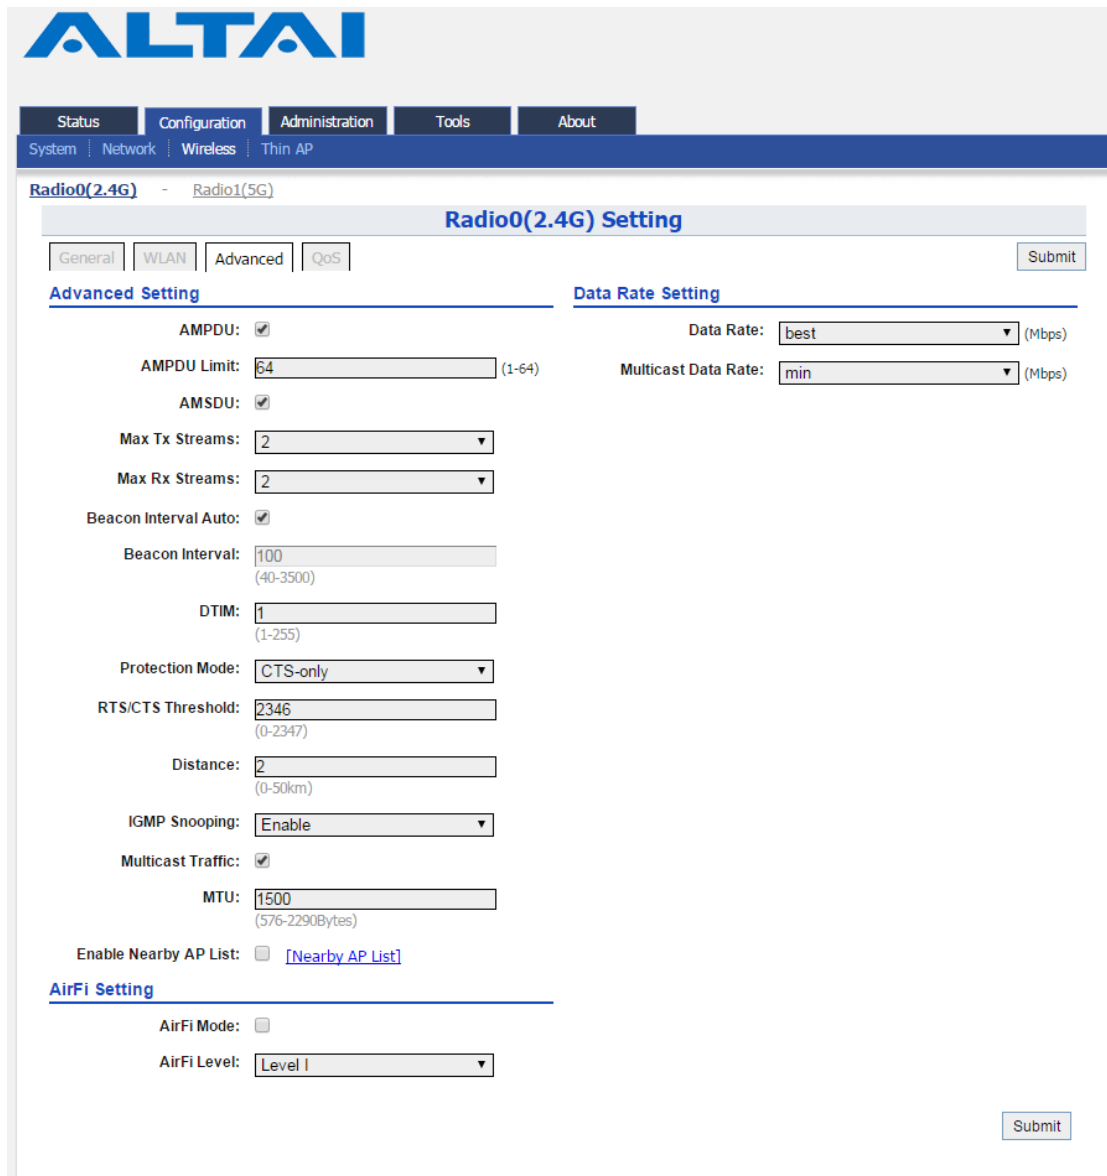 ALTAI
Status Configuration Administration Tools About
System Network Wireless Thin AP
Radio0(2.4G) - Radio1(5G)
Radio0(2.4G) Setting
General WLAN Advanced QoS Submit
Advanced Setting
AMPDU:
AMPDU Limit: 64 (1-64)
AMSDU:
Max Tx Streams: 2
Max Rx Streams: 2
Beacon Interval Auto:
Beacon Interval: 100
(40-3500)
DTIM: 1
(1-255)
Protection Mode: CTS-only
RTS/CTS Threshold: 2346
(0-2347)
Distance: 2
(0-50km)
IGMP Snooping: Enable
Multicast Traffic:
MTU: 1500
(576-2290Bytes)
Enable Nearby AP List: [Nearby AP List]
AirFi Setting
AirFi Mode:
AirFi Level: Level I
Data Rate Setting
Data Rate: best (Mbps)
Multicast Data Rate: min (Mbps)
Submit